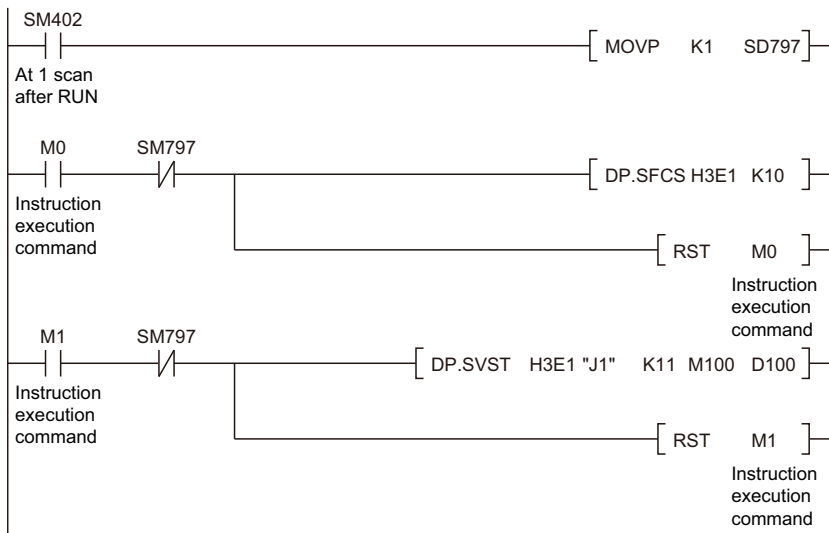 SM402
MOVP K1 SD797
At 1 scan
after RUN
M0 SM797
DP.SFCS H3E1 K10
Instruction
execution
command
RST M0
Instruction
execution
command
M1 SM797
DP.SVST H3E1 "J1" K11 M100 D100
Instruction
execution
command
RST M1
Instruction
execution
command